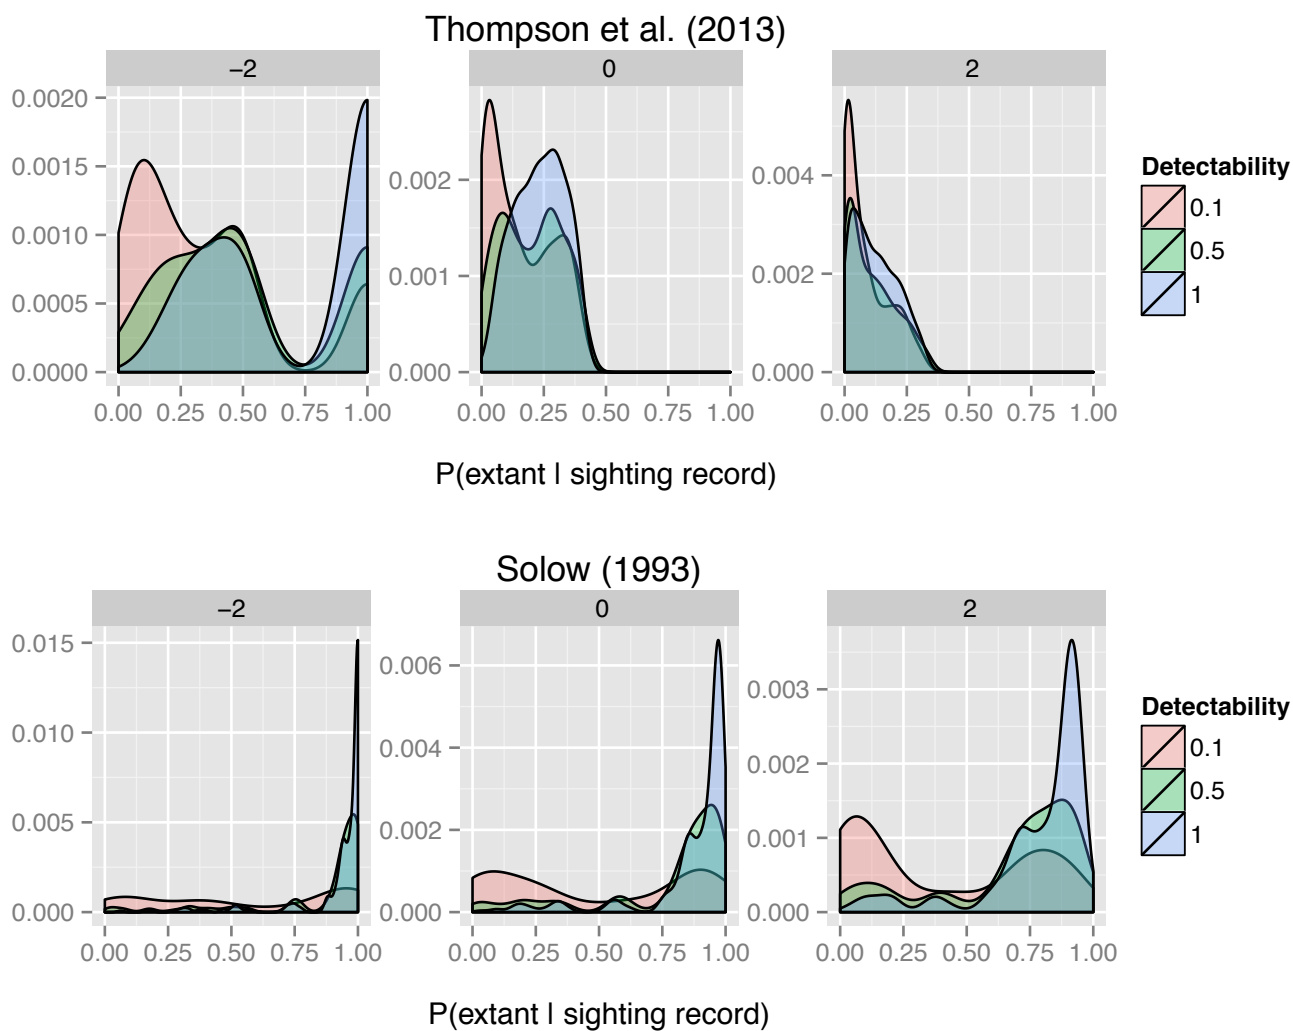 Thompson et al. (2013)
−2 0 2
0.0020
0.0015
0.0010
0.0005
0.0000
0.002
0.001
0.000
0.004
0.002
0.000
0.00 0.25 0.50 0.75 1.00 0.00 0.25 0.50 0.75 1.00 0.00 0.25 0.50 0.75 1.00
P(extant | sighting record)
Detectability
0.1
0.5
1
Solow (1993)
−2 0 2
0.015
0.010
0.005
0.000
0.006
0.004
0.002
0.000
0.003
0.002
0.001
0.000
0.00 0.25 0.50 0.75 1.00 0.00 0.25 0.50 0.75 1.00 0.00 0.25 0.50 0.75 1.00
P(extant | sighting record)
Detectability
0.1
0.5
1